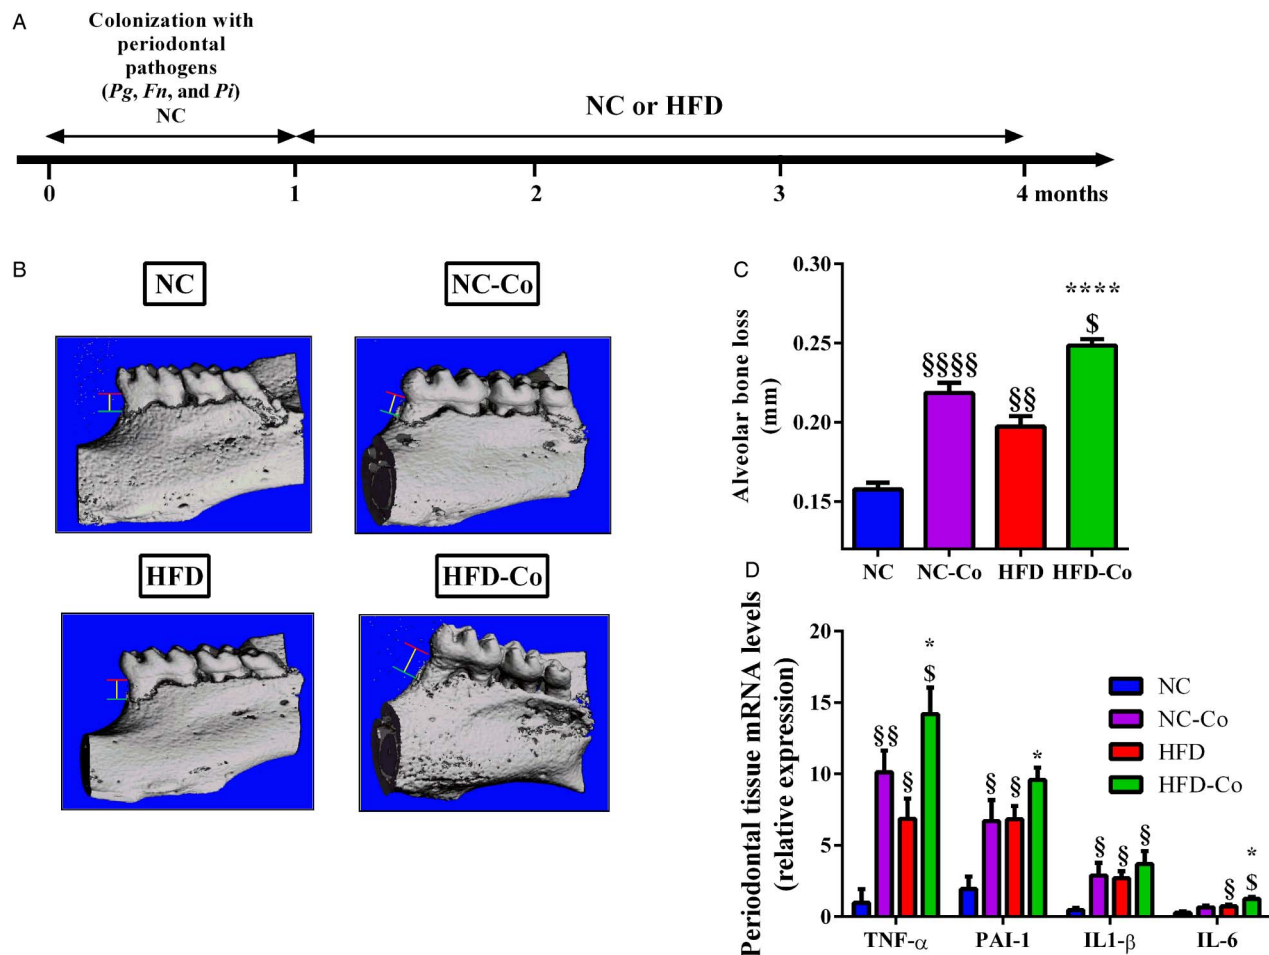 A
Colonization with
periodontal
pathogens
(Pg, Fn, and Pi)
NC
NC or HFD
0
1
2
3
4 months
B
NC
NC-Co
HFD
HFD-Co
C
Alveolar bone loss
(mm)
0.30
0.25
0.20
0.15
§§§§
§§
****
$
NC
NC-Co
HFD
HFD-Co
D
Periodontal tissue mRNA levels
(relative expression)
20
15
10
5
0
§§
§
*
$
§
§
*
§
§
§
§
*
$
NC
NC-Co
HFD
HFD-Co
TNF-α
PAI-1
IL1-β
IL-6